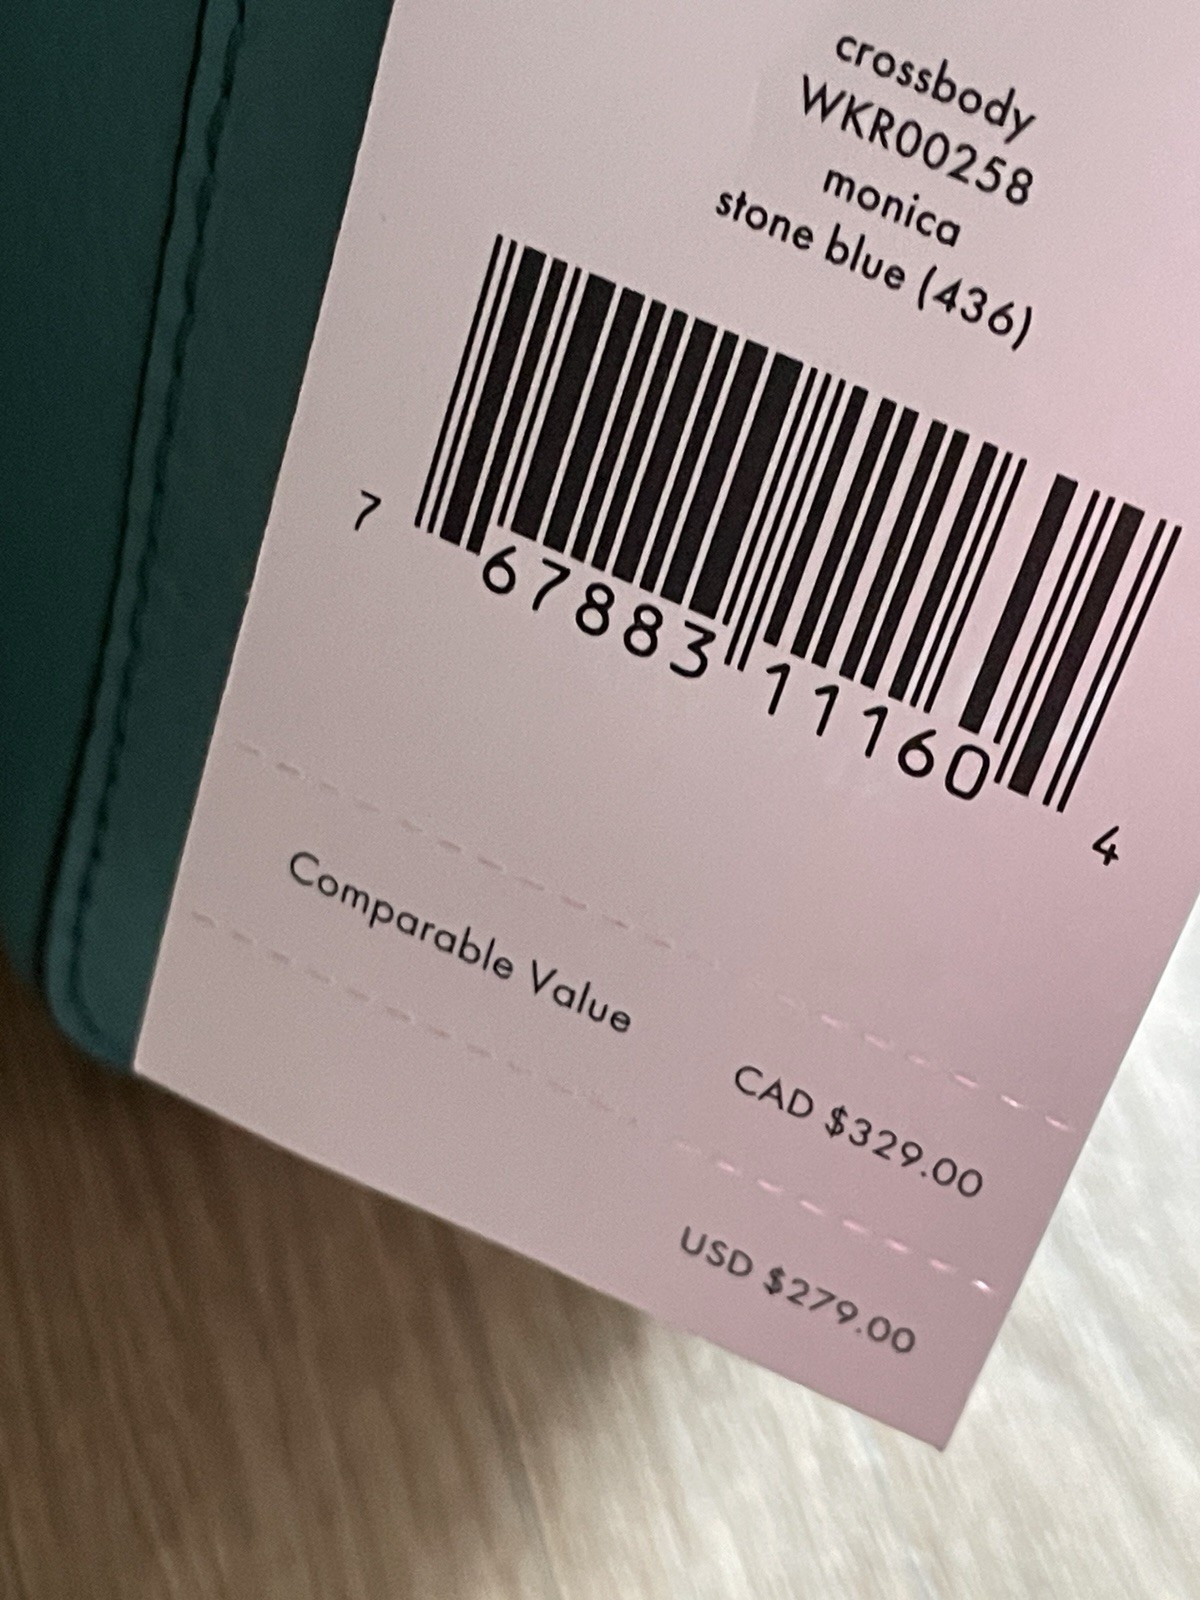 crossbody
WKR00258
monica
stone blue (436)
7 67883 11160 4
Comparable Value
CAD $329.00
USD $279.00